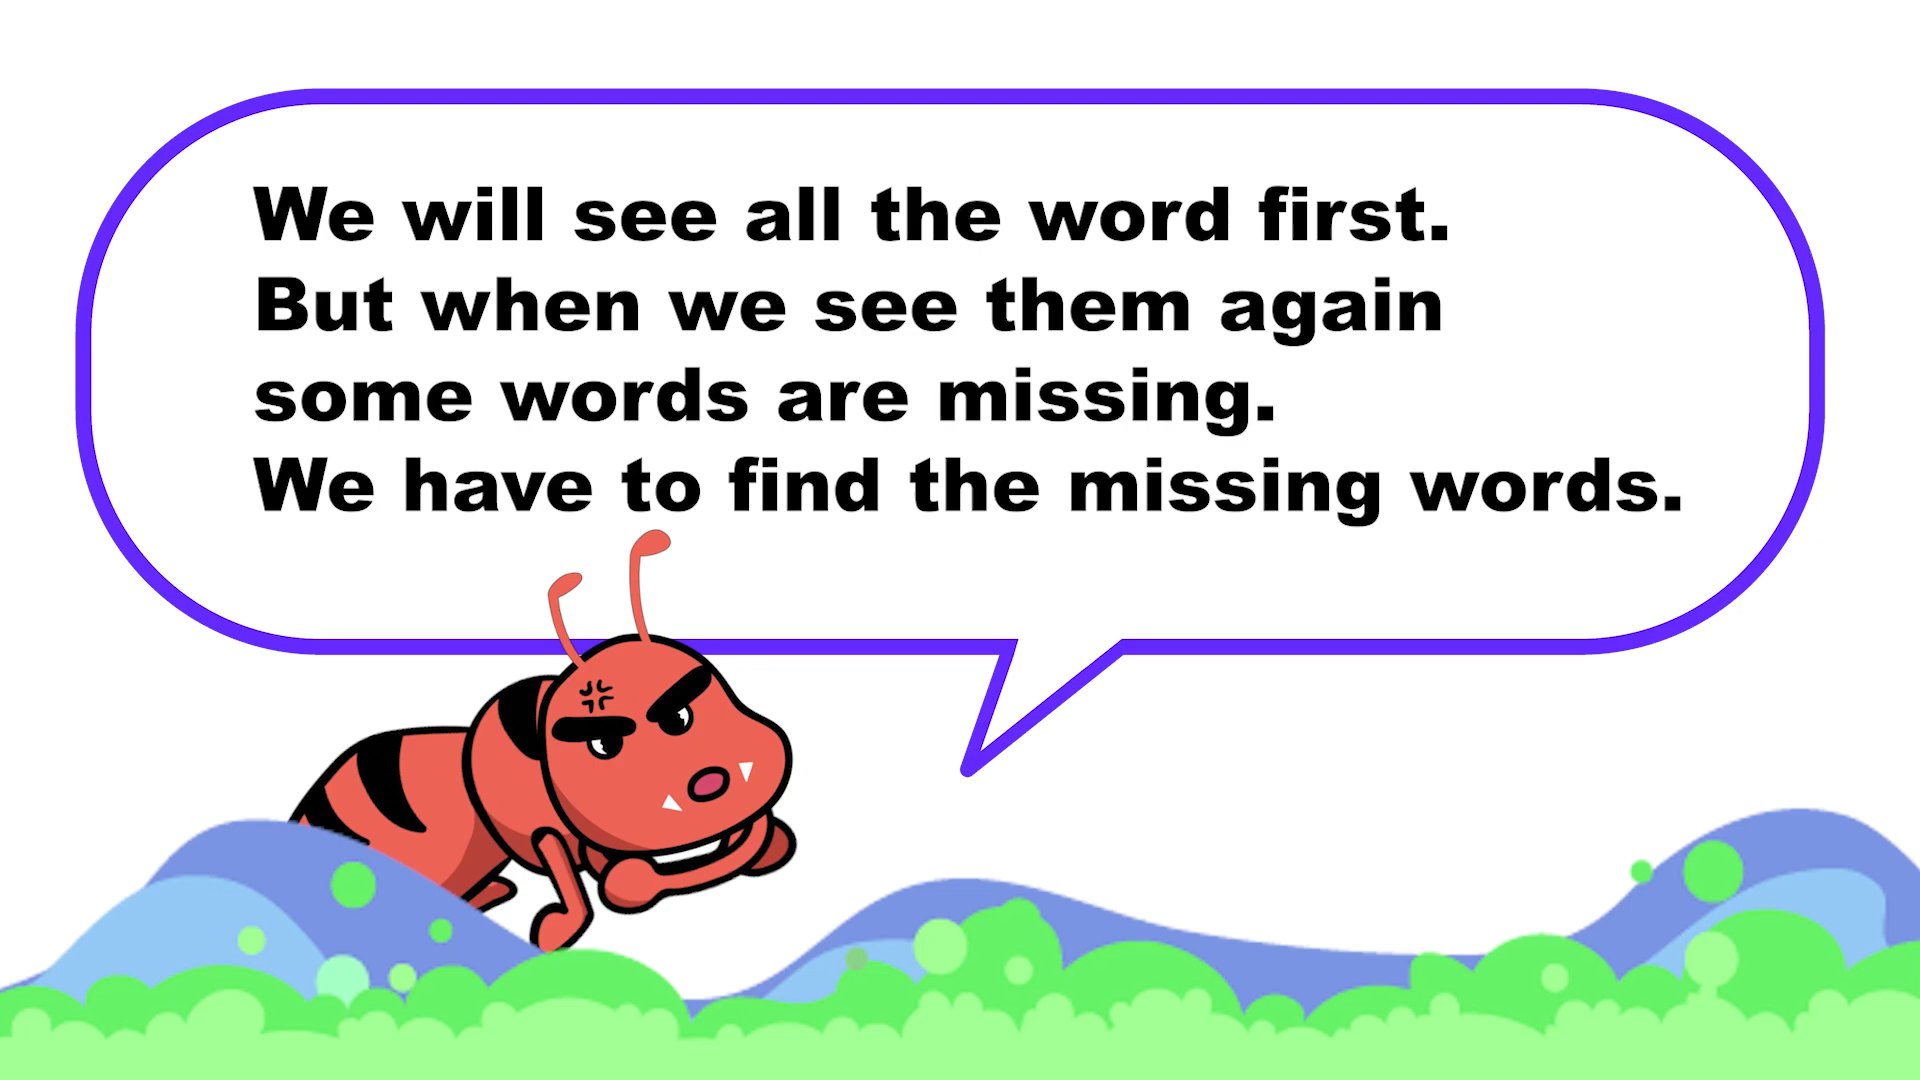 We will see all the word first.
But when we see them again
some words are missing.
We have to find the missing words.